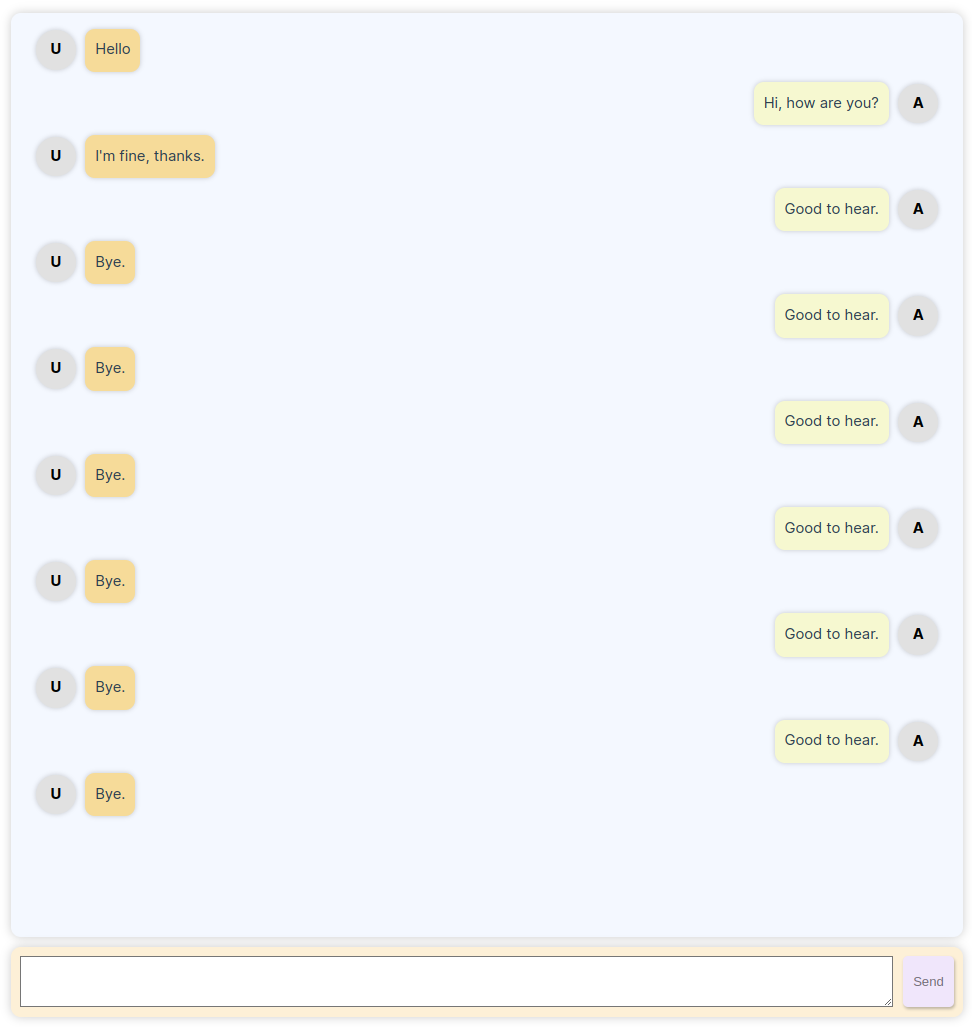 U Hello
Hi, how are you? A
U I'm fine, thanks.
Good to hear. A
U Bye.
Good to hear. A
U Bye.
Good to hear. A
U Bye.
Good to hear. A
U Bye.
Good to hear. A
U Bye.
Good to hear. A
U Bye.
Send